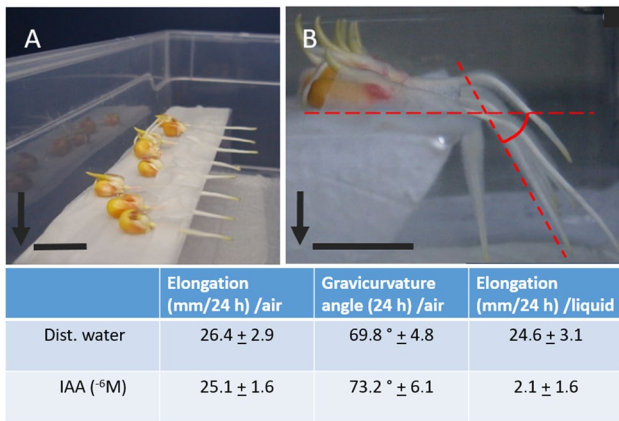 A
B
Elongation (mm/24 h) /air
Gravicurvature angle (24 h) /air
Elongation (mm/24 h) /liquid
Dist. water
26.4 ± 2.9
69.8 ° ± 4.8
24.6 ± 3.1
IAA (⁻⁶M)
25.1 ± 1.6
73.2 ° ± 6.1
2.1 ± 1.6